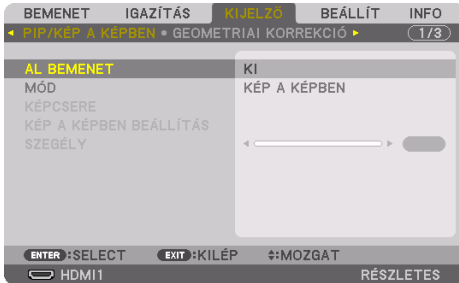 BEMENET IGAZÍTÁS KIJELZŐ BEÁLLÍT INFO
PIP/KÉP A KÉPBEN • GEOMETRIAI KORREKCIÓ 1/3
AL BEMENET KI
MÓD KÉP A KÉPBEN
KÉPCSERE
KÉP A KÉPBEN BEÁLLÍTÁS
SZEGÉLY
ENTER :SELECT EXIT :KILÉP :MOZGAT
HDMI1 RÉSZLETES